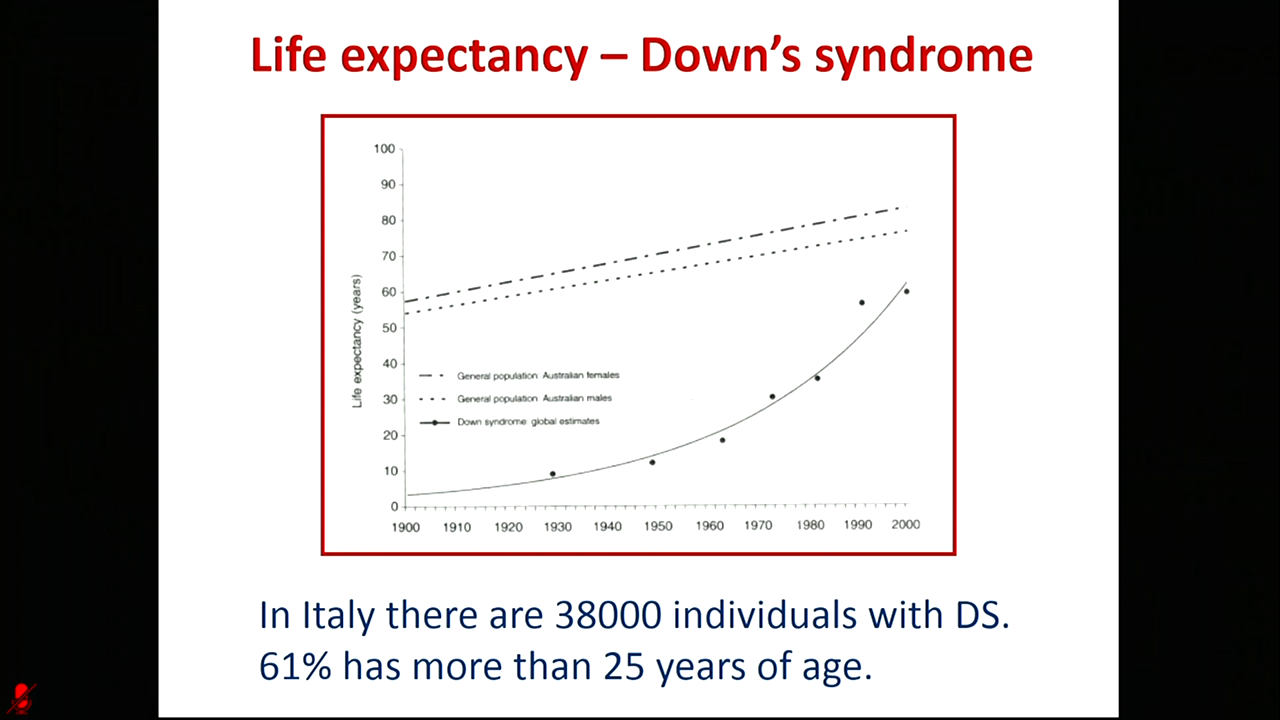 Life expectancy – Down’s syndrome
100
90
80
70
60
50
40
30
20
10
0
Life expectancy (years)
General population: Australian females
General population: Australian males
Down syndrome: global estimates
1900 1910 1920 1930 1940 1950 1960 1970 1980 1990 2000
In Italy there are 38000 individuals with DS.
61% has more than 25 years of age.